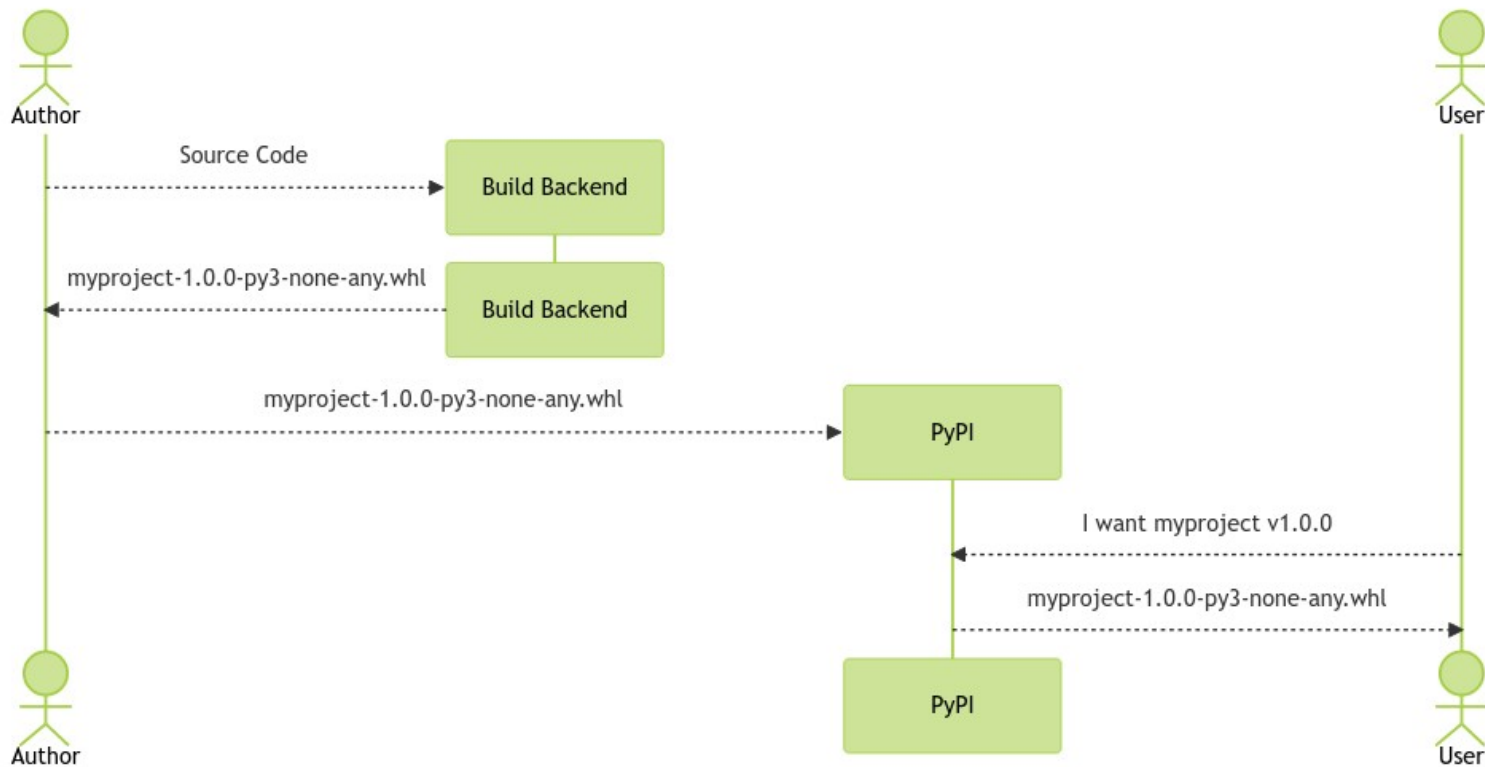 Author
User
Source Code
Build Backend
myproject-1.0.0-py3-none-any.whl
Build Backend
myproject-1.0.0-py3-none-any.whl
PyPI
I want myproject v1.0.0
myproject-1.0.0-py3-none-any.whl
PyPI
Author
User